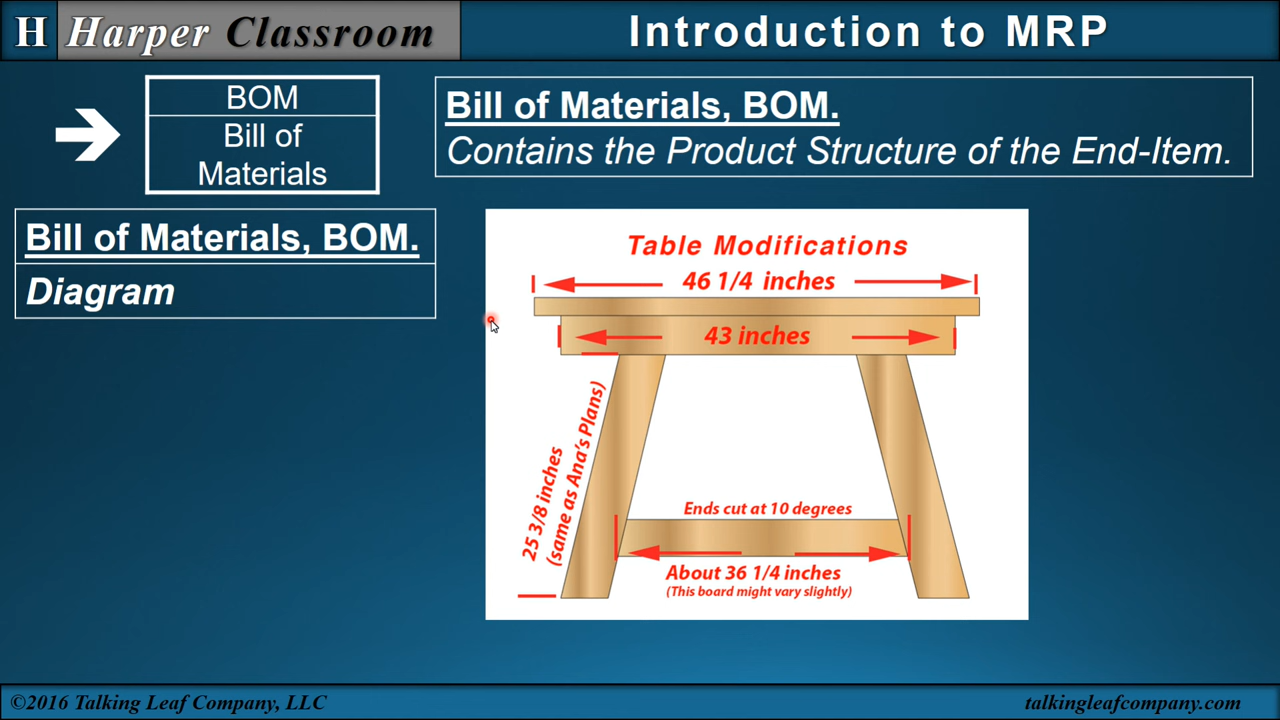 H Harper Classroom
Introduction to MRP
BOM
Bill of
Materials
Bill of Materials, BOM.
Contains the Product Structure of the End-Item.
Bill of Materials, BOM.
Diagram
Table Modifications
46 1/4 inches
43 inches
25 3/8 inches
(same as Ana's Plans)
Ends cut at 10 degrees
About 36 1/4 inches
(This board might vary slightly)
©2016 Talking Leaf Company, LLC
talkingleafcompany.com